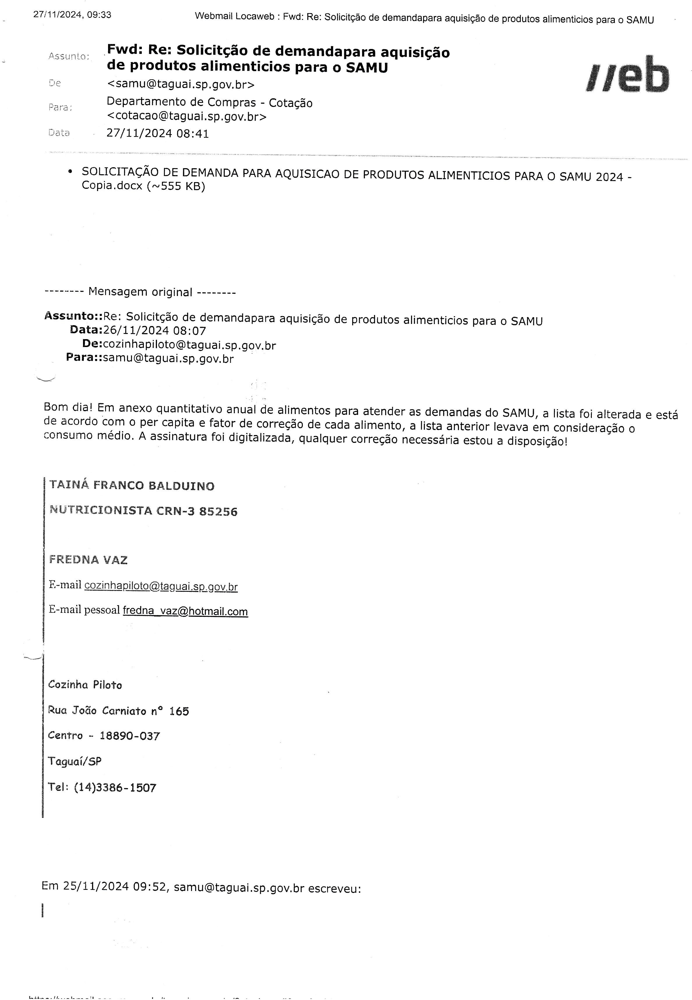 27/11/2024, 09:33
Webmail Locaweb : Fwd: Re: Solicitção de demandapara aquisição de produtos alimenticios para o SAMU
Assunto: Fwd: Re: Solicitção de demandapara aquisição
de produtos alimenticios para o SAMU
De <samu@taguai.sp.gov.br>
Para: Departamento de Compras - Cotação
<cotacao@taguai.sp.gov.br>
Data 27/11/2024 08:41
eb
• SOLICITAÇÃO DE DEMANDA PARA AQUISICAO DE PRODUTOS ALIMENTICIOS PARA O SAMU 2024 -
Copia.docx (~555 KB)
-------- Mensagem original --------
Assunto::Re: Solicitção de demandapara aquisição de produtos alimenticios para o SAMU
Data:26/11/2024 08:07
De:cozinhapiloto@taguai.sp.gov.br
Para::samu@taguai.sp.gov.br
Bom dia! Em anexo quantitativo anual de alimentos para atender as demandas do SAMU, a lista foi alterada e está
de acordo com o per capita e fator de correção de cada alimento, a lista anterior levava em consideração o
consumo médio. A assinatura foi digitalizada, qualquer correção necessária estou a disposição!
TAINÁ FRANCO BALDUINO
NUTRICIONISTA CRN-3 85256
FREDNA VAZ
E-mail cozinhapiloto@taguai.sp.gov.br
E-mail pessoal fredna_vaz@hotmail.com
Cozinha Piloto
Rua João Carniato nº 165
Centro - 18890-037
Taguaí/SP
Tel: (14)3386-1507
Em 25/11/2024 09:52, samu@taguai.sp.gov.br escreveu: